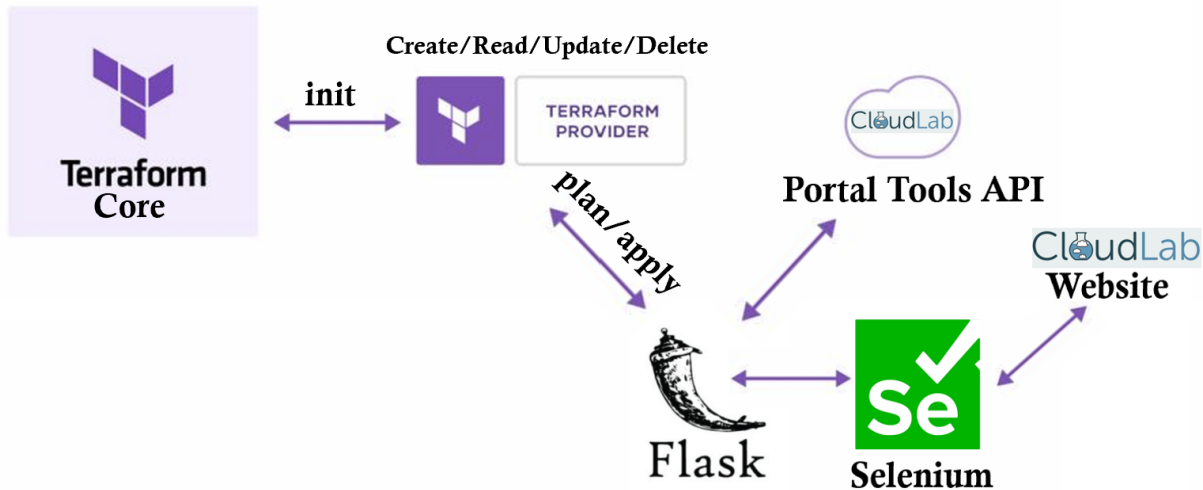 Create/Read/Update/Delete
Terraform
Core
init
TERRAFORM
PROVIDER
plan/apply
CloudLab
Portal Tools API
CloudLab
Website
Flask
Se
Selenium